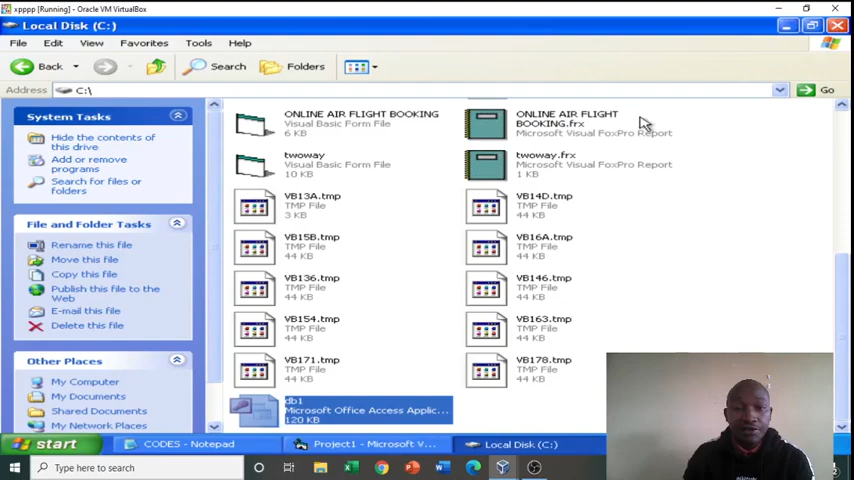 xpppp [Running] - Oracle VM VirtualBox
Local Disk (C:)
File Edit View Favorites Tools Help
Back Search Folders
Address C:\ Go
System Tasks
Hide the contents of
this drive
Add or remove
programs
Search for files or
folders
File and Folder Tasks
Rename this file
Move this file
Copy this file
Publish this file to the
Web
E-mail this file
Delete this file
Other Places
My Computer
My Documents
Shared Documents
My Network Places
ONLINE AIR FLIGHT BOOKING
Visual Basic Form File
6 KB
ONLINE AIR FLIGHT
BOOKING.frx
Microsoft Visual FoxPro Report
twoway
Visual Basic Form File
10 KB
twoway.frx
Microsoft Visual FoxPro Report
1 KB
VB13A.tmp
TMP File
3 KB
VB14D.tmp
TMP File
44 KB
VB15B.tmp
TMP File
44 KB
VB16A.tmp
TMP File
44 KB
VB136.tmp
TMP File
44 KB
VB146.tmp
TMP File
44 KB
VB154.tmp
TMP File
44 KB
VB163.tmp
TMP File
44 KB
VB171.tmp
TMP File
44 KB
VB178.tmp
TMP File
44 KB
db1
Microsoft Office Access Applic...
120 KB
start CODES - Notepad Project1 - Microsoft V... Local Disk (C:)
Type here to search